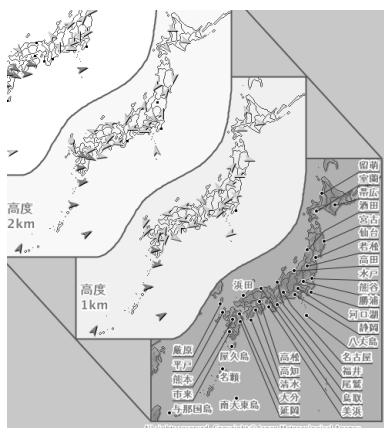 高度
2km
高度
1km
留萌
室蘭
帯広
酒田
宮古
仙台
若松
高田
水戸
熊谷
勝浦
河口湖
静岡
八丈島
浜田
厳原
平戸
熊本
市来
与那国島
屋久島
名瀬
南大東島
高松
高知
清水
大分
延岡
名古屋
福井
尾鷲
鳥取
美浜